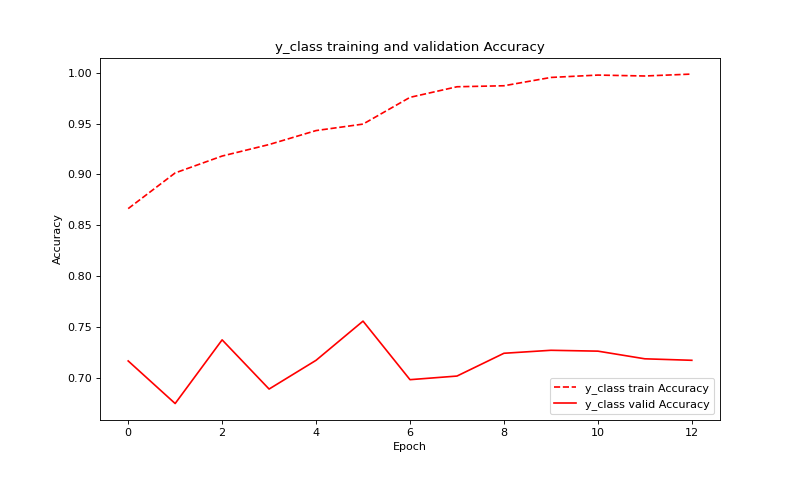 y_class training and validation Accuracy
1.00
0.95
0.90
0.85
0.80
0.75
0.70
Accuracy
0 2 4 6 8 10 12
Epoch
y_class train Accuracy
y_class valid Accuracy